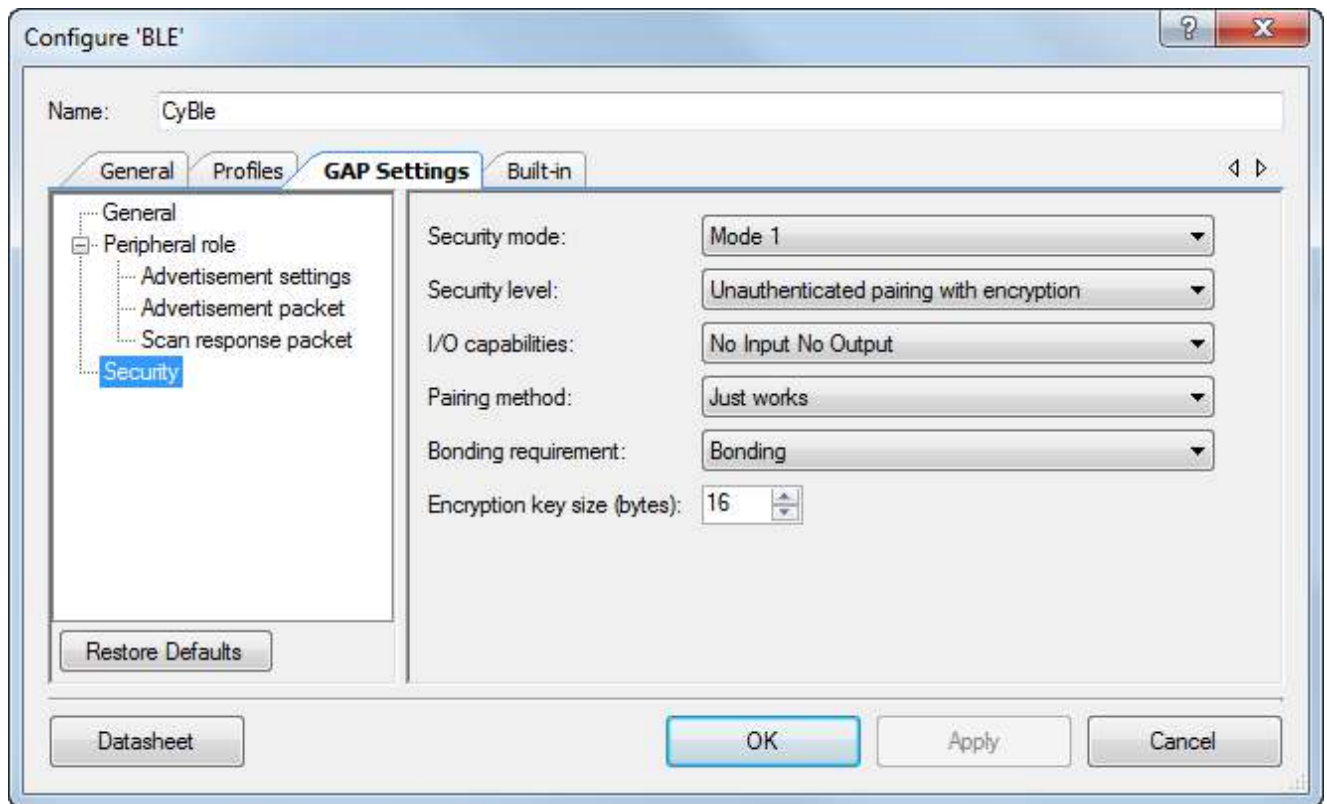 Configure 'BLE'
Name: CyBle
General Profiles GAP Settings Built-in
General
Peripheral role
Advertisement settings
Advertisement packet
Scan response packet
Security
Security mode: Mode 1
Security level: Unauthenticated pairing with encryption
I/O capabilities: No Input No Output
Pairing method: Just works
Bonding requirement: Bonding
Encryption key size (bytes): 16
Restore Defaults
Datasheet OK Apply Cancel